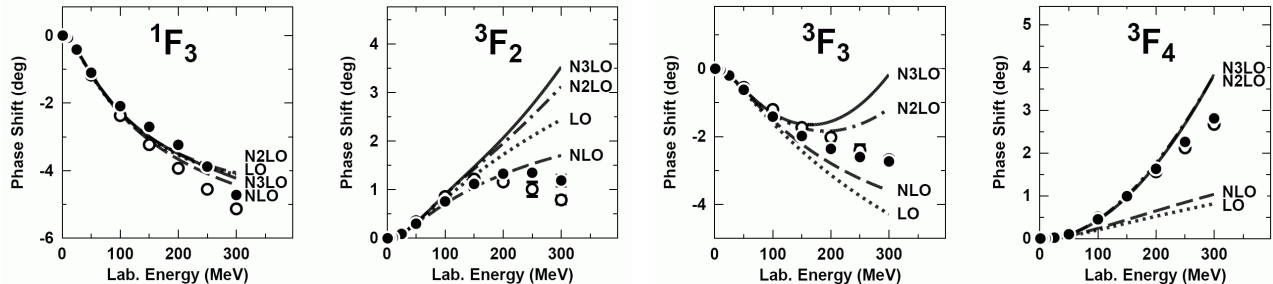 ¹F₃
Phase Shift (deg)
0
-2
-4
-6
N2LO
LO
N3LO
NLO
0 100 200 300
Lab. Energy (MeV)
³F₂
Phase Shift (deg)
4
3
2
1
0
N3LO
N2LO
LO
NLO
0 100 200 300
Lab. Energy (MeV)
³F₃
Phase Shift (deg)
0
-2
-4
N3LO
N2LO
NLO
LO
0 100 200 300
Lab. Energy (MeV)
³F₄
Phase Shift (deg)
5
4
3
2
1
0
N3LO
N2LO
NLO
LO
0 100 200 300
Lab. Energy (MeV)